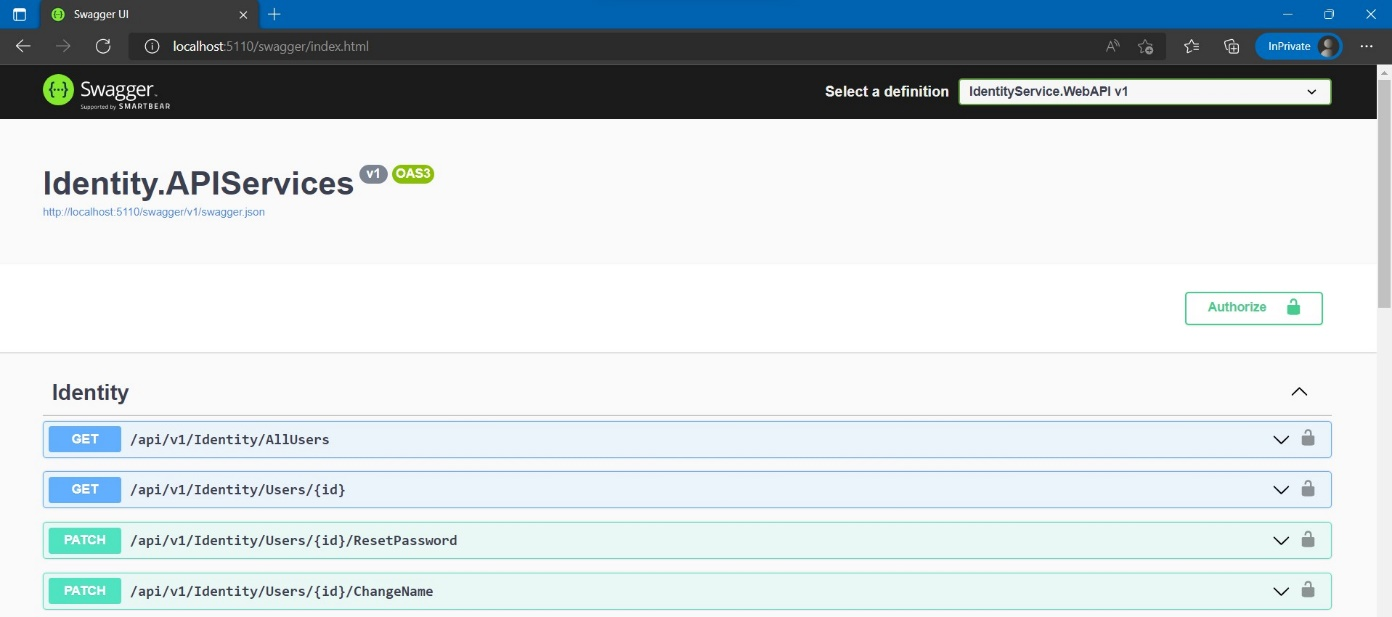 Swagger UI
localhost:5110/swagger/index.html
InPrivate
Swagger
Supported by SMARTBEAR
Select a definition
IdentityService.WebAPI v1
Identity.APIServices v1 OAS3
http://localhost:5110/swagger/v1/swagger.json
Authorize
Identity
GET /api/v1/Identity/AllUsers
GET /api/v1/Identity/Users/{id}
PATCH /api/v1/Identity/Users/{id}/ResetPassword
PATCH /api/v1/Identity/Users/{id}/ChangeName